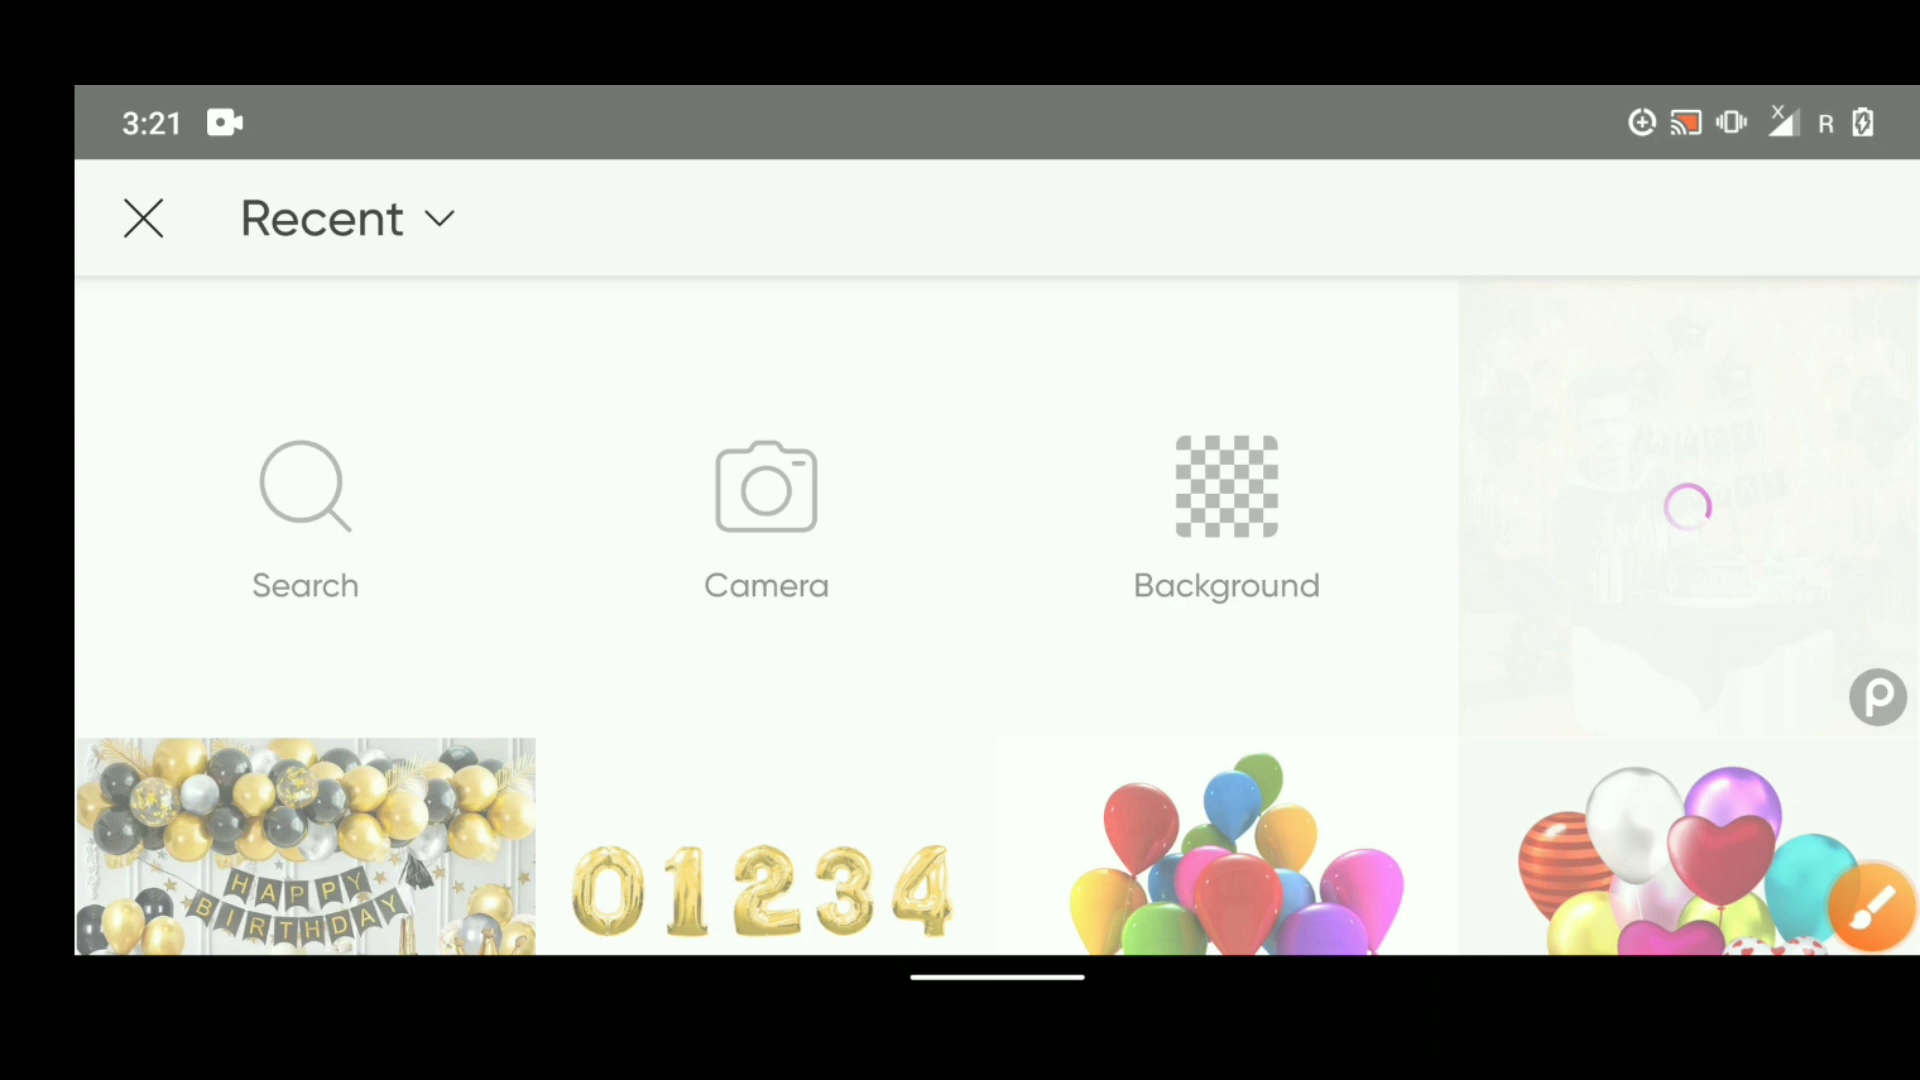 3:21
R
Recent
Search
Camera
Background
HAPPY
BIRTHDAY
01234